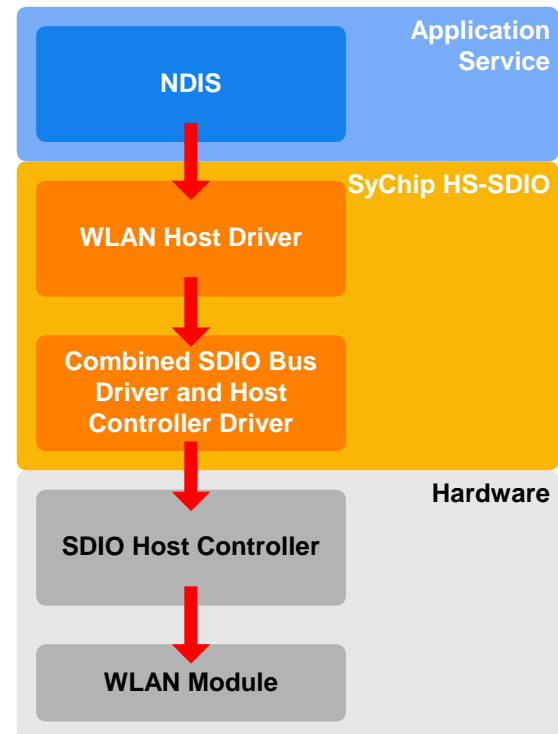 Application
Service
NDIS
SyChip HS-SDIO
WLAN Host Driver
Combined SDIO Bus
Driver and Host
Controller Driver
Hardware
SDIO Host Controller
WLAN Module